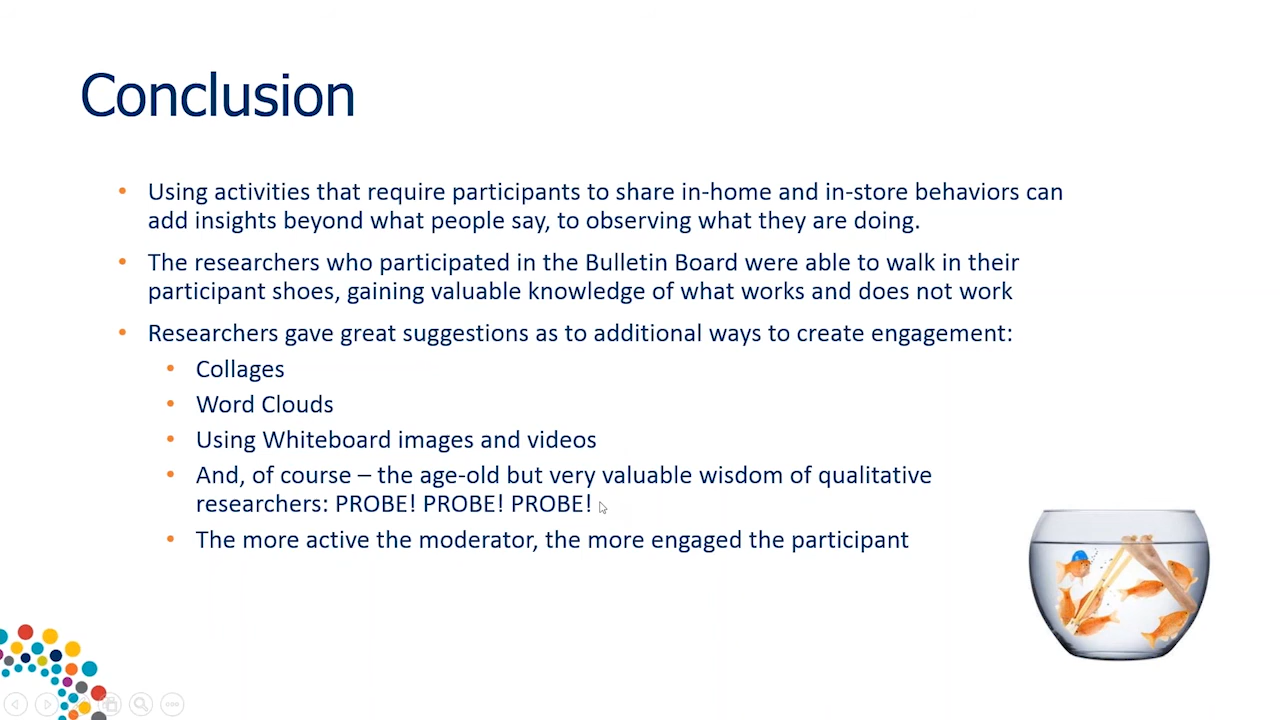 Conclusion
• Using activities that require participants to share in-home and in-store behaviors can
add insights beyond what people say, to observing what they are doing.
• The researchers who participated in the Bulletin Board were able to walk in their
participant shoes, gaining valuable knowledge of what works and does not work
• Researchers gave great suggestions as to additional ways to create engagement:
• Collages
• Word Clouds
• Using Whiteboard images and videos
• And, of course – the age-old but very valuable wisdom of qualitative
researchers: PROBE! PROBE! PROBE!
• The more active the moderator, the more engaged the participant